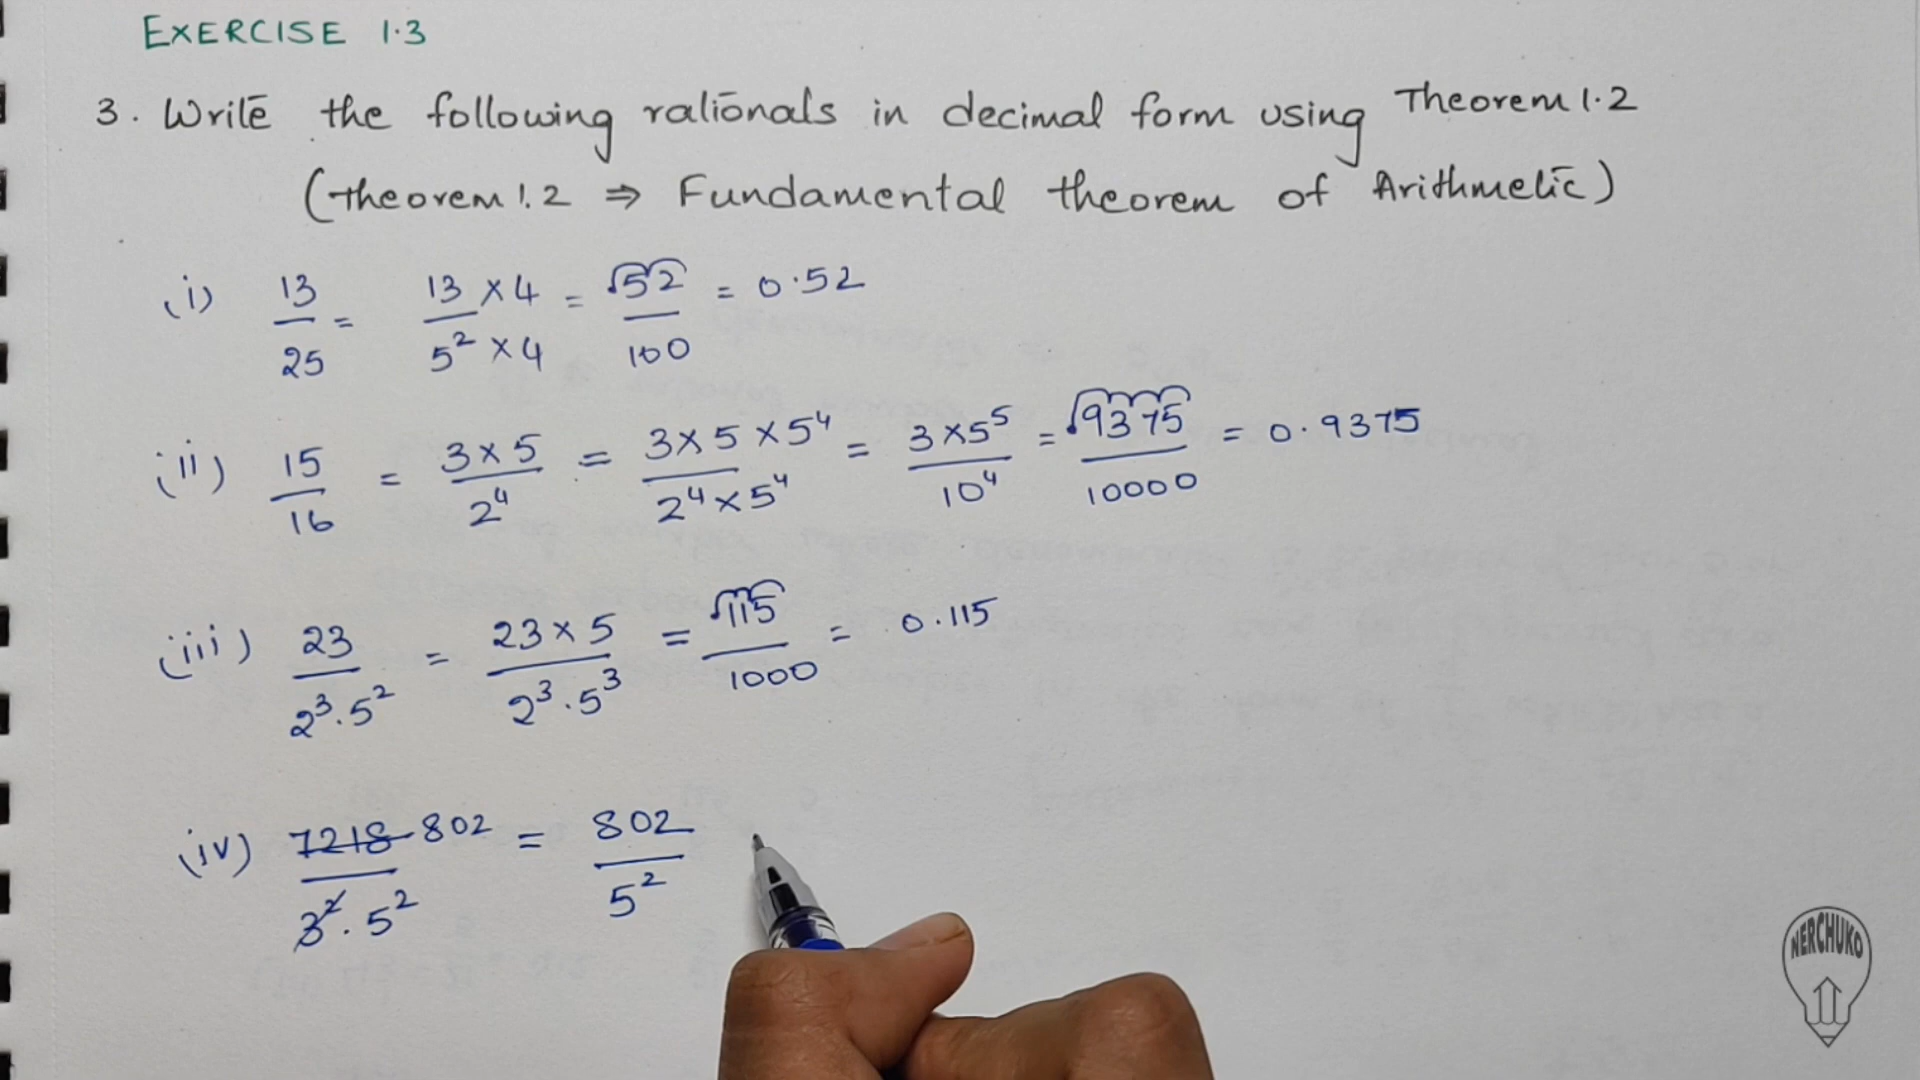 EXERCISE 1.3
3. Write the following rationals in decimal form using Theorem 1.2
(Theorem 1.2 ⇒ Fundamental theorem of Arithmetic)
(i) 13/25 = 13 × 4 / 5² × 4 = 52/100 = 0.52
(ii) 15/16 = 3 × 5 / 2⁴ = 3 × 5 × 5⁴ / 2⁴ × 5⁴ = 3 × 5⁵ / 10⁴ = 9375/10000 = 0.9375
(iii) 23 / 2³ . 5² = 23 × 5 / 2³ . 5³ = 115/1000 = 0.115
(iv) 7218 802 / 3² . 5² = 802 / 5²
NERCHUKO